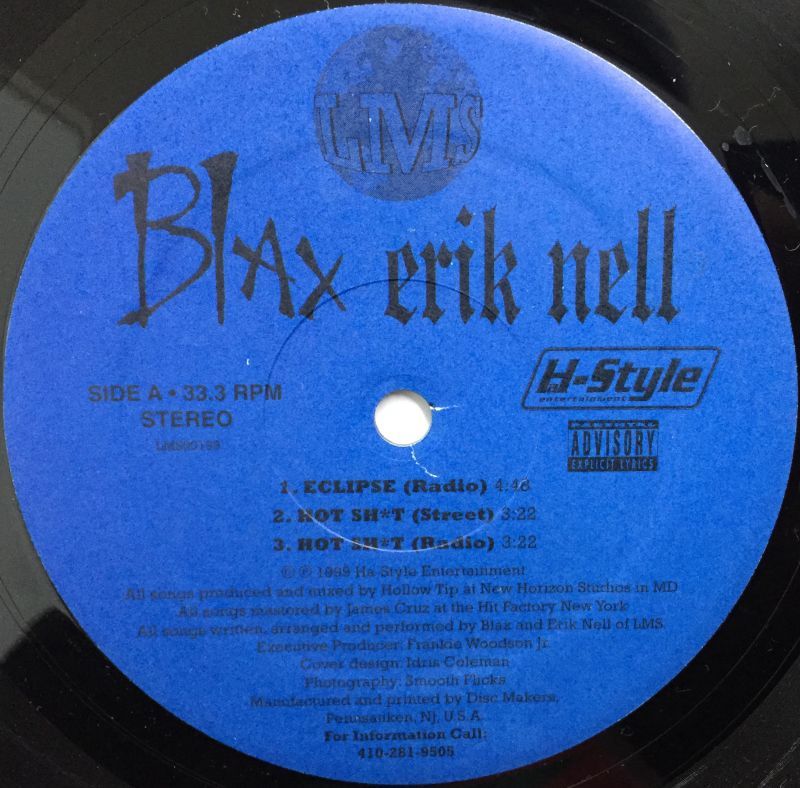 LMS
Blax erik nell
H-Style
entertainment
SIDE A • 33.3 RPM
STEREO
PARENTAL
ADVISORY
EXPLICIT LYRICS
1. ECLIPSE (Radio) 4:46
2. HOT SH*T (Street) 3:22
3. HOT SH*T (Radio) 3:22
© ℗ 1999 Ha-Style Entertainment
All songs produced and mixed by Hollow Tip at New Horizon Studios in MD
All songs mastered by James Cruz at the Hit Factory New York
All songs written, arranged and performed by Blax and Erik Nell of LMS.
Executive Producer: Frankie Woodson Jr.
Cover design: Idris Coleman
Photography: Smooth Flicks
Manufactured and printed by Disc Makers,
Pennsauken, NJ, U.S.A.
For Information Call:
410-281-9505